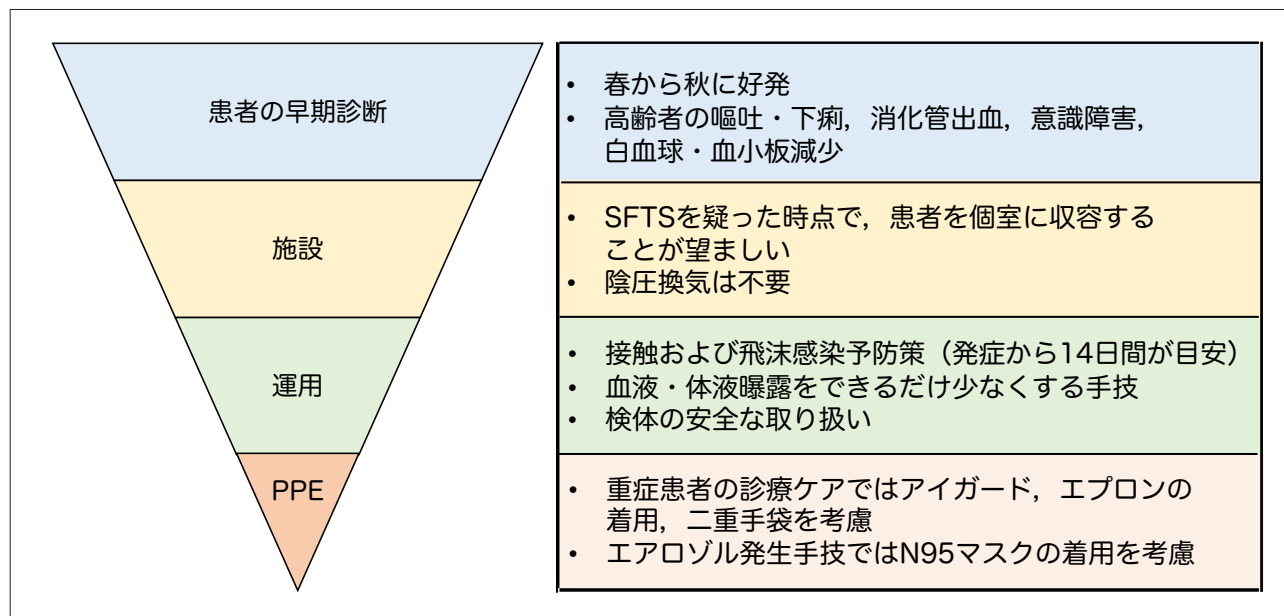 患者の早期診断
• 春から秋に好発
• 高齢者の嘔吐・下痢，消化管出血，意識障害，
白血球・血小板減少
施設
• SFTSを疑った時点で，患者を個室に収容する
ことが望ましい
• 陰圧換気は不要
運用
• 接触および飛沫感染予防策（発症から14日間が目安）
• 血液・体液曝露をできるだけ少なくする手技
• 検体の安全な取り扱い
PPE
• 重症患者の診療ケアではアイガード，エプロンの
着用，二重手袋を考慮
• エアロゾル発生手技ではN95マスクの着用を考慮